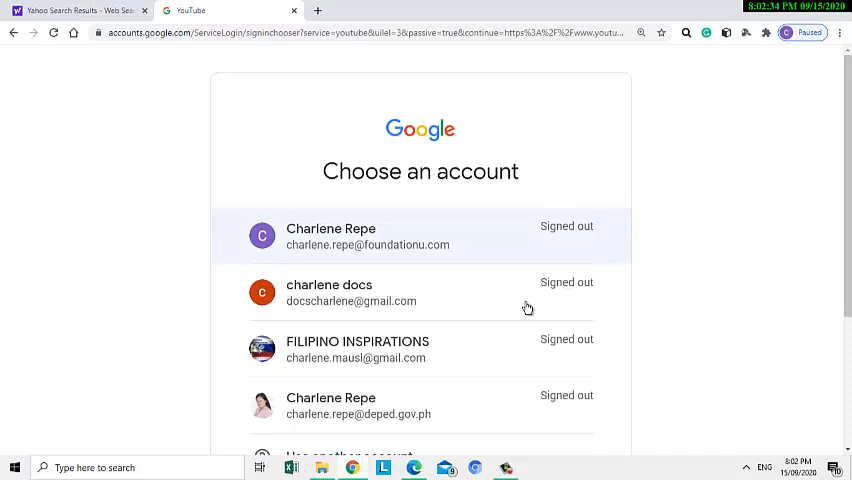 8:02:34 PM 09/15/2020
Yahoo Search Results - Web Sea
YouTube
accounts.google.com/ServiceLogin/signinchooser?service=youtube&uilel=3&passive=true&continue=https%3A%2F%2Fwww.youtu...
C Paused
Google
Choose an account
C
Charlene Repe
Signed out
charlene.repe@foundationu.com
c
charlene docs
Signed out
docscharlene@gmail.com
FILIPINO INSPIRATIONS
Signed out
charlene.mausl@gmail.com
Charlene Repe
Signed out
charlene.repe@deped.gov.ph
Use another account
Type here to search
ENG
8:02 PM
15/09/2020